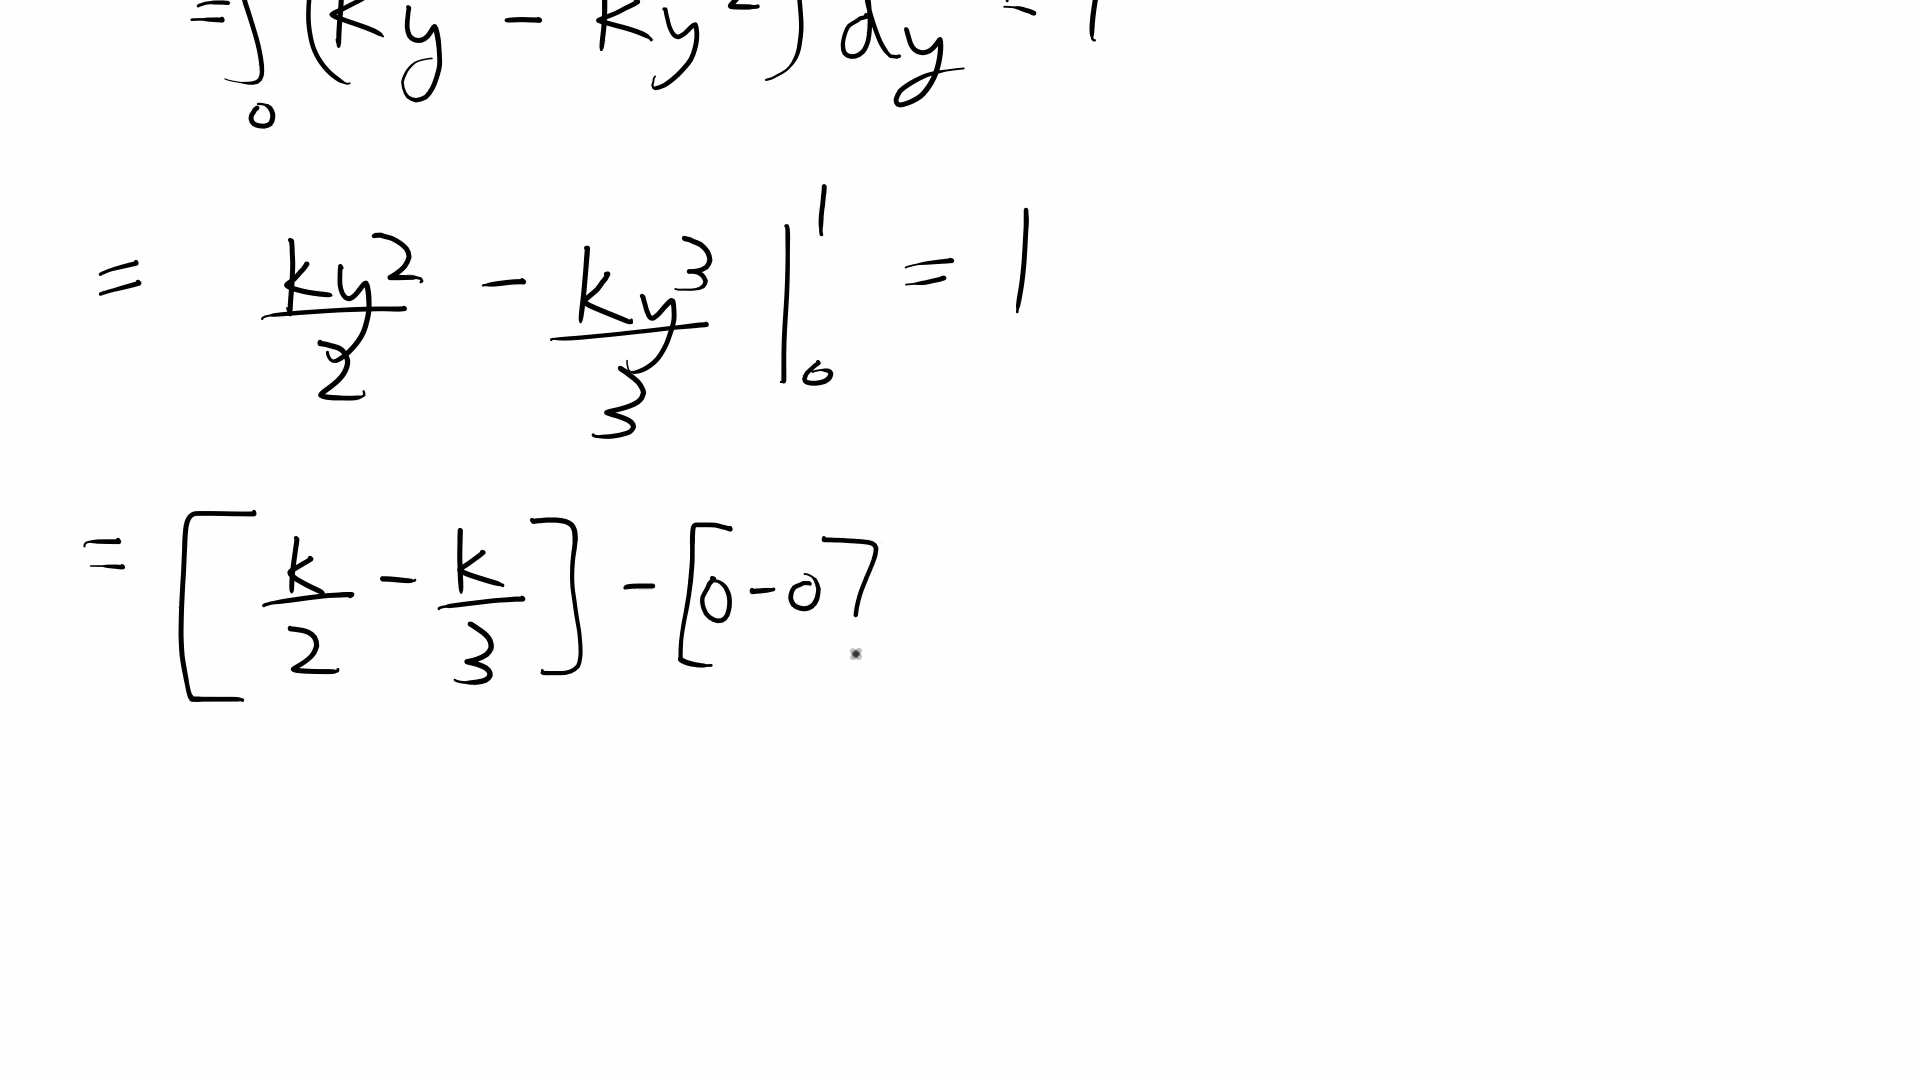 = ∫₀ (ky - ky²) dy = 1
= ky²/2 - ky³/3 |₀¹ = 1
= [k/2 - k/3] - [0-0]